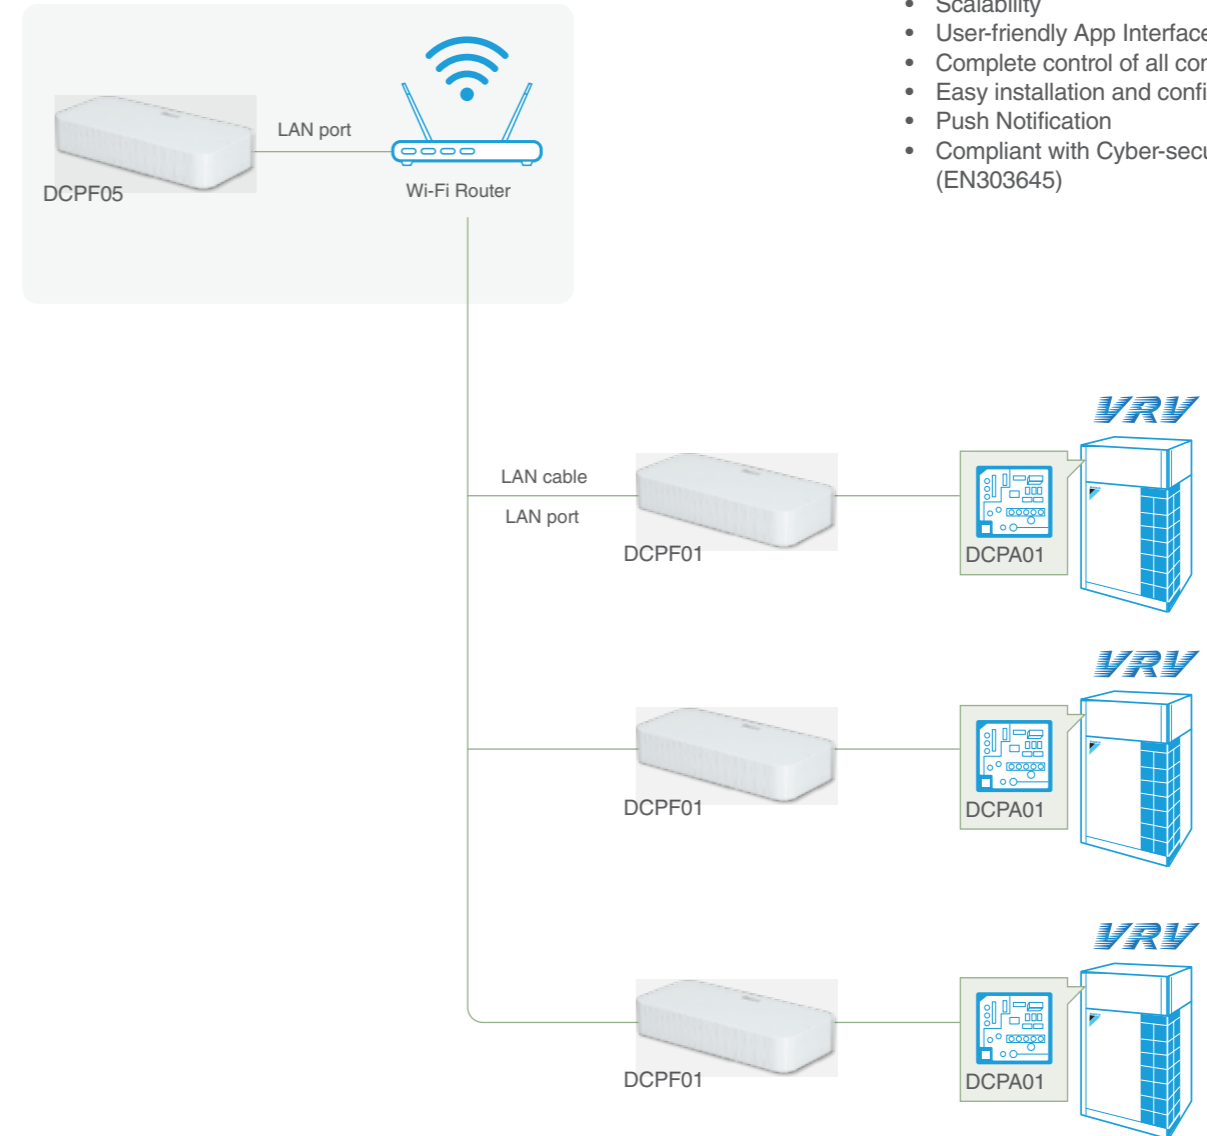 • Scalability
• User-friendly App Interface
• Complete control of all
• Easy installation and
• Push Notification
• Compliant with
(EN303645)
LAN port
DCPF05
Wi-Fi Router
VRV
LAN cable
LAN port
DCPF01
DCPA01
VRV
DCPF01
DCPA01
VRV
DCPF01
DCPA01